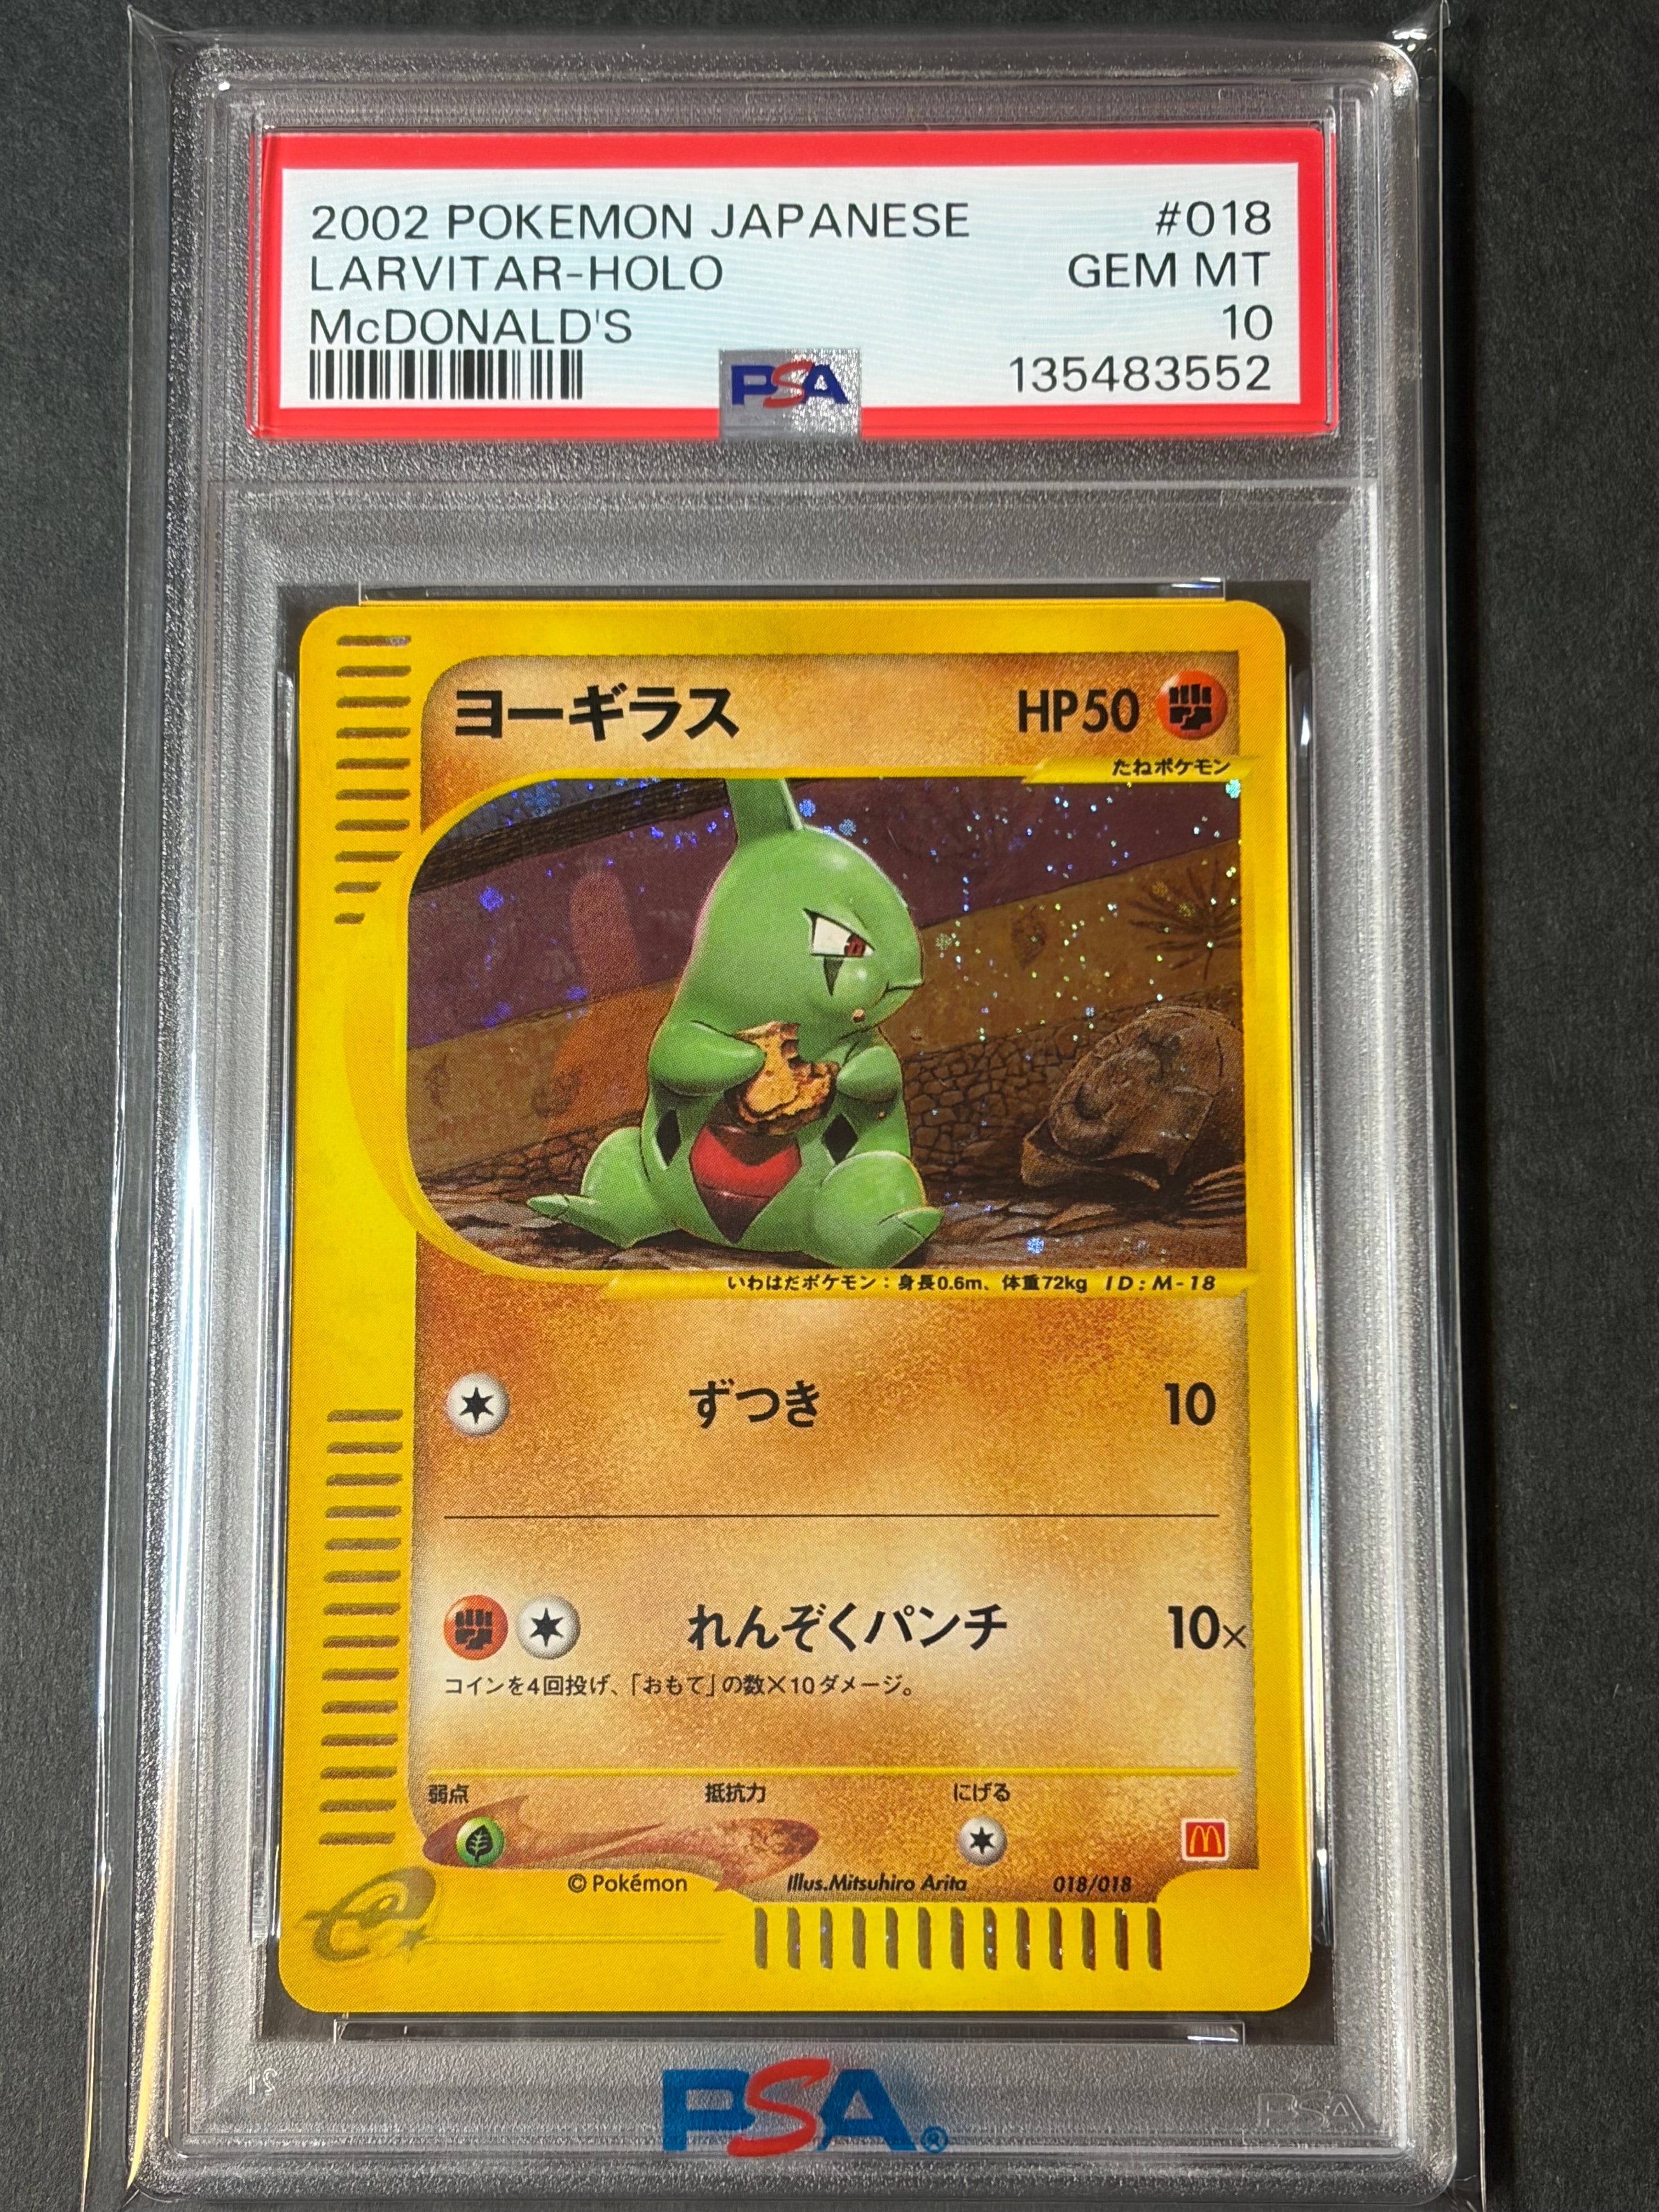 2002 POKEMON JAPANESE #018
LARVITAR-HOLO GEM MT
McDONALD'S 10
PSA 135483552
ヨーギラス HP50
たねポケモン
いわはだポケモン：身長0.6m、体重72kg ID:M-18
ずつき 10
れんぞくパンチ 10×
コインを4回投げ、「おもて」の数×10ダメージ。
弱点 抵抗力 にげる
©Pokémon Illus.Mitsuhiro Arita 018/018
e
PSA®
PSA